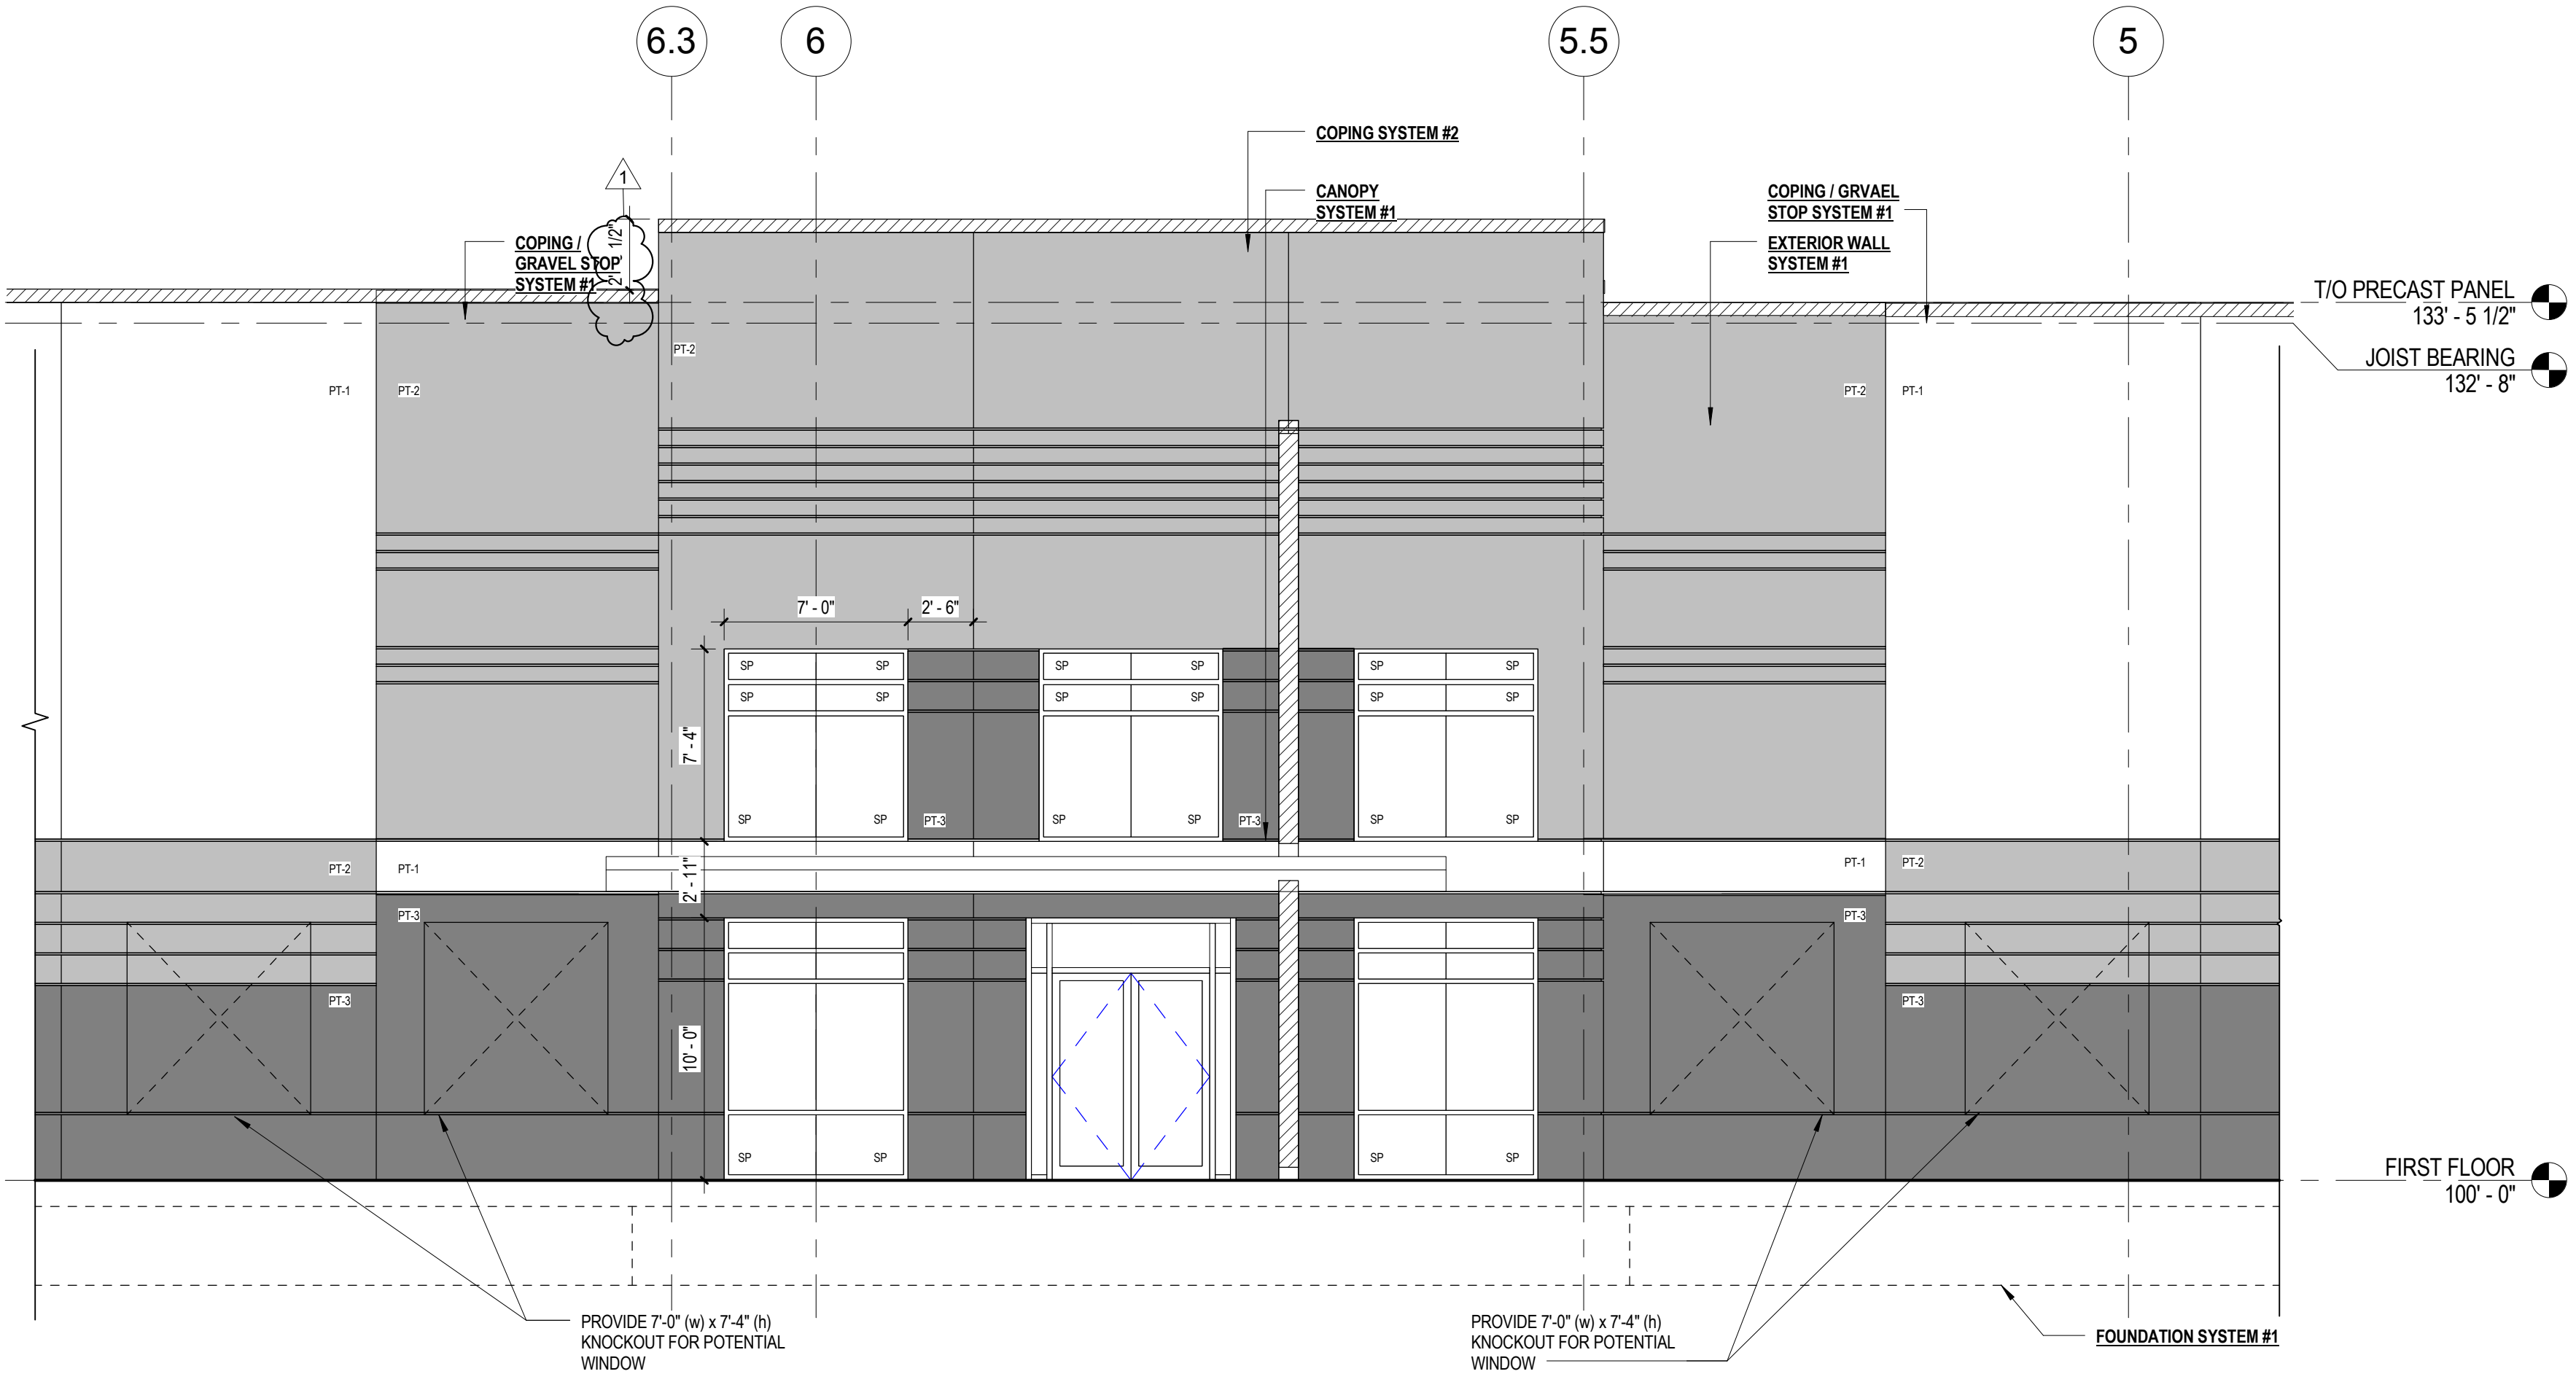 6.3
6
5.5
5
COPING SYSTEM #2
1
CANOPY
SYSTEM #1
COPING / GRVAEL
STOP SYSTEM #1
COPING /
GRAVEL STOP
SYSTEM #1
EXTERIOR WALL
SYSTEM #1
T/O PRECAST PANEL
133' - 5 1/2"
JOIST BEARING
132' - 8"
PT-2
PT-1
PT-2
PT-2
PT-1
7' - 0"
2' - 6"
SP
SP
SP
SP
SP
SP
SP
SP
SP
SP
SP
SP
7' - 4"
SP
SP
PT-3
SP
SP
PT-3
SP
SP
PT-2
PT-1
PT-1
PT-2
2' - 11"
PT-3
PT-3
PT-3
PT-3
10' - 0"
SP
SP
SP
SP
FIRST FLOOR
100' - 0"
PROVIDE 7'-0" (w) x 7'-4" (h)
KNOCKOUT FOR POTENTIAL
WINDOW
PROVIDE 7'-0" (w) x 7'-4" (h)
KNOCKOUT FOR POTENTIAL
WINDOW
FOUNDATION SYSTEM #1